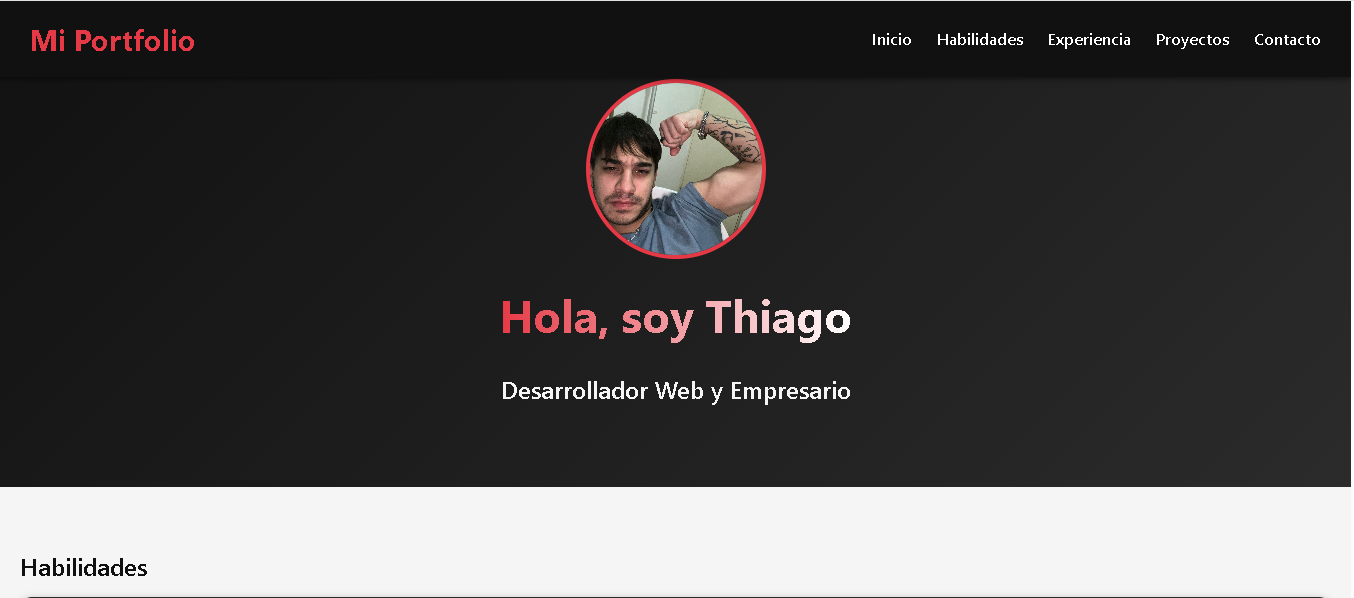 Mi Portfolio
Inicio Habilidades Experiencia Proyectos Contacto
Hola, soy Thiago
Desarrollador Web y Empresario
Habilidades